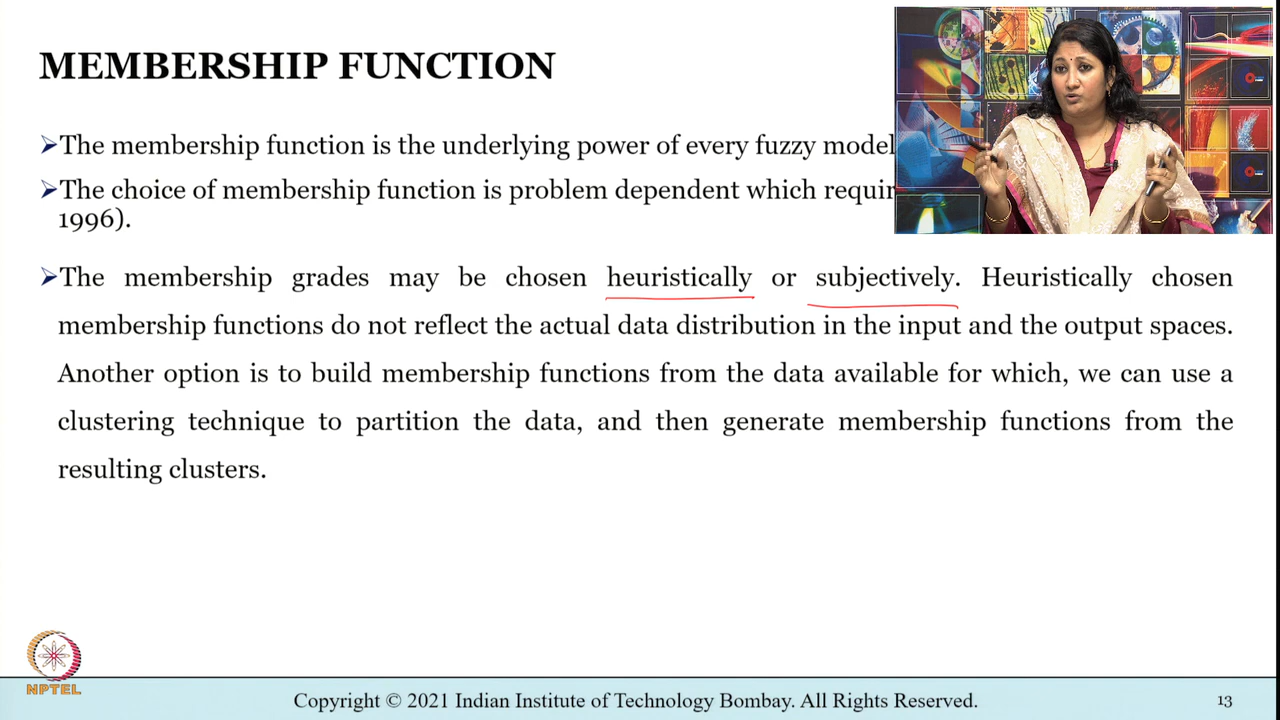 MEMBERSHIP FUNCTION
➢The membership function is the underlying power of every fuzzy model
➢The choice of membership function is problem dependent which requir
1996).
➢The membership grades may be chosen heuristically or subjectively. Heuristically chosen
membership functions do not reflect the actual data distribution in the input and the output spaces.
Another option is to build membership functions from the data available for which, we can use a
clustering technique to partition the data, and then generate membership functions from the
resulting clusters.
NPTEL
Copyright © 2021 Indian Institute of Technology Bombay. All Rights Reserved.
13